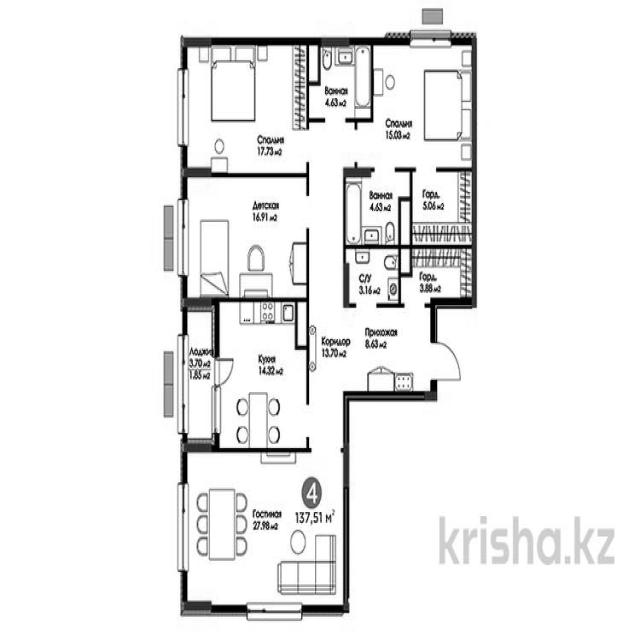 Ванная
4.63 м²
Спальня
15.03 м²
Спальня
17.73 м²
Детская
16.91 м²
Ванная
4.63 м²
Гард.
5.06 м²
С/У
3.16 м²
Гард.
3.88 м²
Лоджия
3.70 м²
1.85 м²
Кухня
14.32 м²
Коридор
13.70 м²
Прихожая
8.63 м²
Гостиная
27.98 м²
4
137,51 м²
krisha.kz